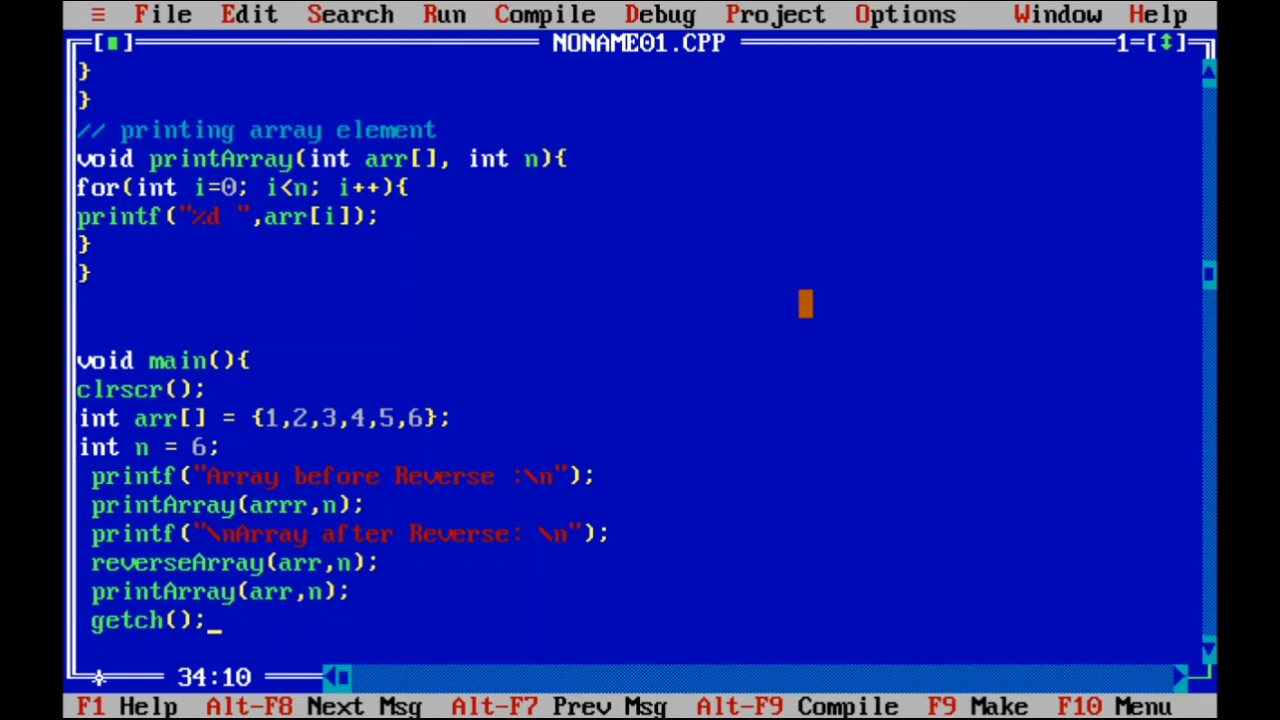 ≡ File Edit Search Run Compile Debug Project Options Window Help
[■] NONAME01.CPP 1=[↕]
}
}
// printing array element
void printArray(int arr[], int n){
for(int i=0; i<n; i++){
printf("%d ",arr[i]);
}
}
void main(){
clrscr();
int arr[] = {1,2,3,4,5,6};
int n = 6;
printf("Array before Reverse :\n");
printArray(arrr,n);
printf("\nArray after Reverse: \n");
reverseArray(arr,n);
printArray(arr,n);
getch();_
34:10
F1 Help Alt-F8 Next Msg Alt-F7 Prev Msg Alt-F9 Compile F9 Make F10 Menu